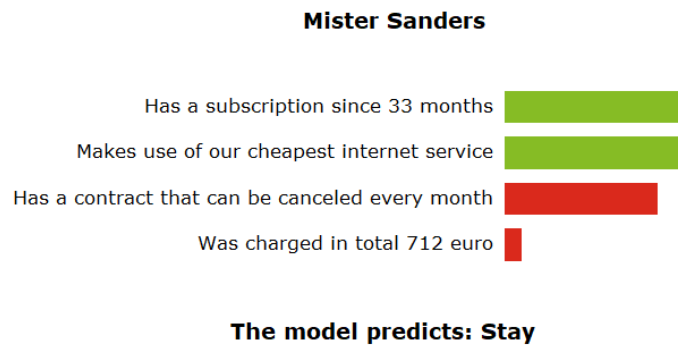 Mister Sanders
Has a subscription since 33 months
Makes use of our cheapest internet service
Has a contract that can be canceled every month
Was charged in total 712 euro
The model predicts: Stay